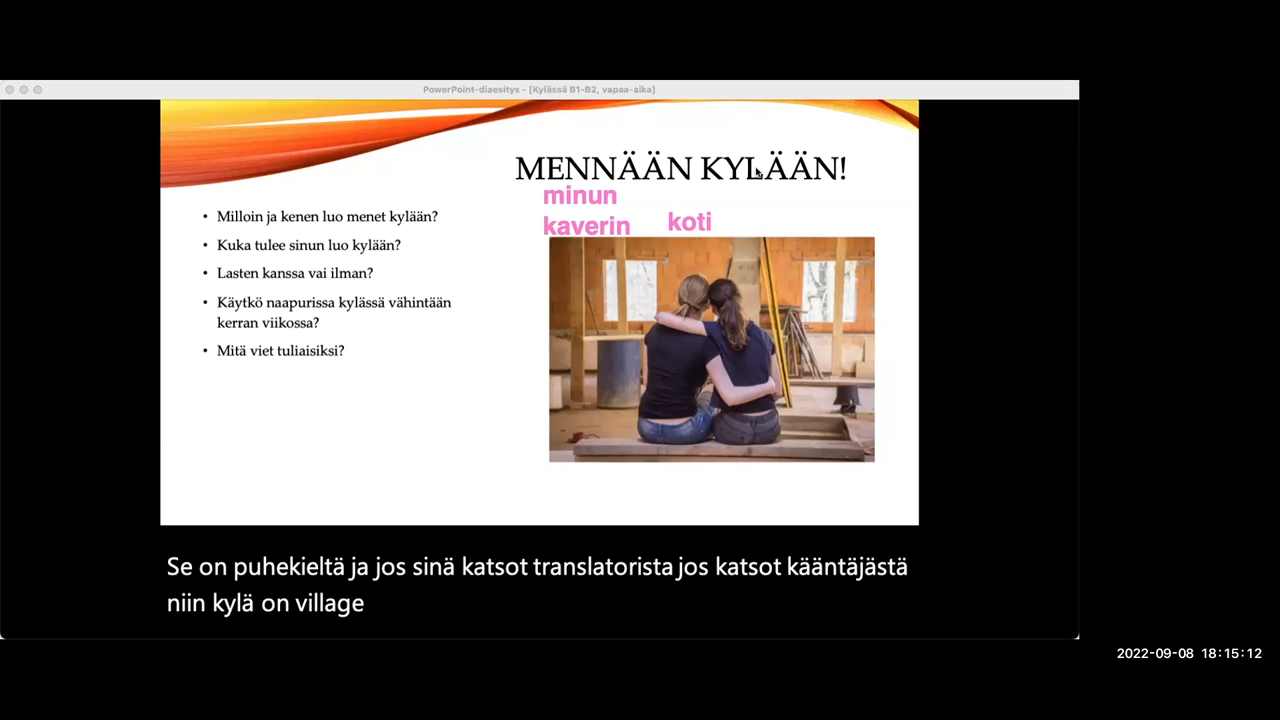 PowerPoint-diaesitys - [Kylässä B1-B2, vapaa-aika]
MENNÄÄN KYLÄÄN!
minun
kaverin koti
• Milloin ja kenen luo menet kylään?
• Kuka tulee sinun luo kylään?
• Lasten kanssa vai ilman?
• Käytkö naapurissa kylässä vähintään
kerran viikossa?
• Mitä viet tuliaisiksi?
Se on puhekieltä ja jos sinä katsot translatorista jos katsot kääntäjästä
niin kylä on village
2022-09-08 18:15:12